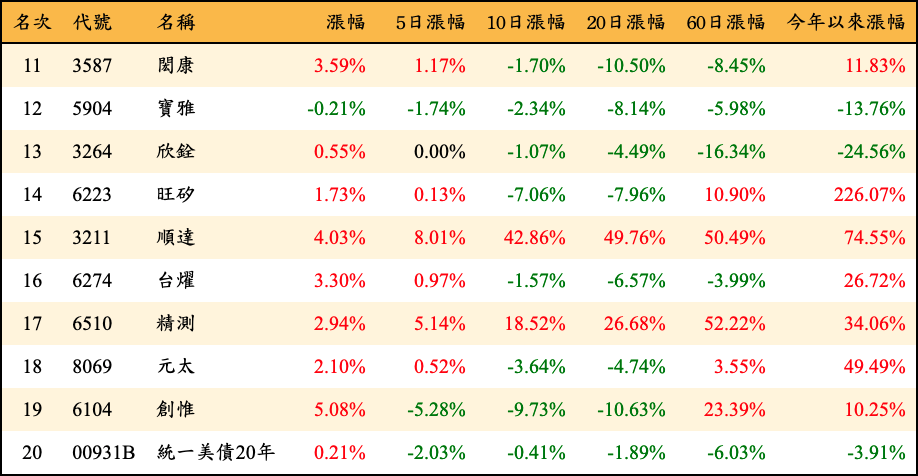 名次 代號 名稱 漲幅 5日漲幅 10日漲幅 20日漲幅 60日漲幅 今年以來漲幅
11 3587 閎康 3.59% 1.17% -1.70% -10.50% -8.45% 11.83%
12 5904 寶雅 -0.21% -1.74% -2.34% -8.14% -5.98% -13.76%
13 3264 欣銓 0.55% 0.00% -1.07% -4.49% -16.34% -24.56%
14 6223 旺矽 1.73% 0.13% -7.06% -7.96% 10.90% 226.07%
15 3211 順達 4.03% 8.01% 42.86% 49.76% 50.49% 74.55%
16 6274 台燿 3.30% 0.97% -1.57% -6.57% -3.99% 26.72%
17 6510 精測 2.94% 5.14% 18.52% 26.68% 52.22% 34.06%
18 8069 元太 2.10% 0.52% -3.64% -4.74% 3.55% 49.49%
19 6104 創惟 5.08% -5.28% -9.73% -10.63% 23.39% 10.25%
20 00931B 統一美債20年 0.21% -2.03% -0.41% -1.89% -6.03% -3.91%